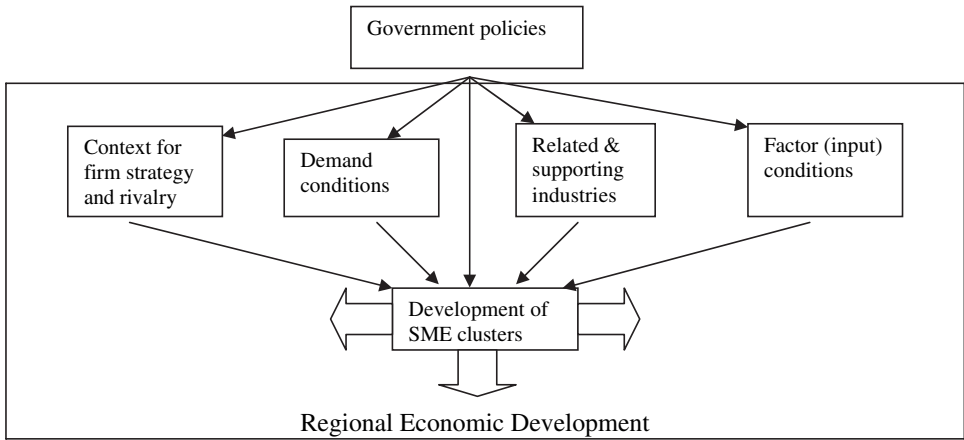 Government policies
Context for
firm strategy
and rivalry
Demand
conditions
Related &
supporting
industries
Factor (input)
conditions
Development of
SME clusters
Regional Economic Development